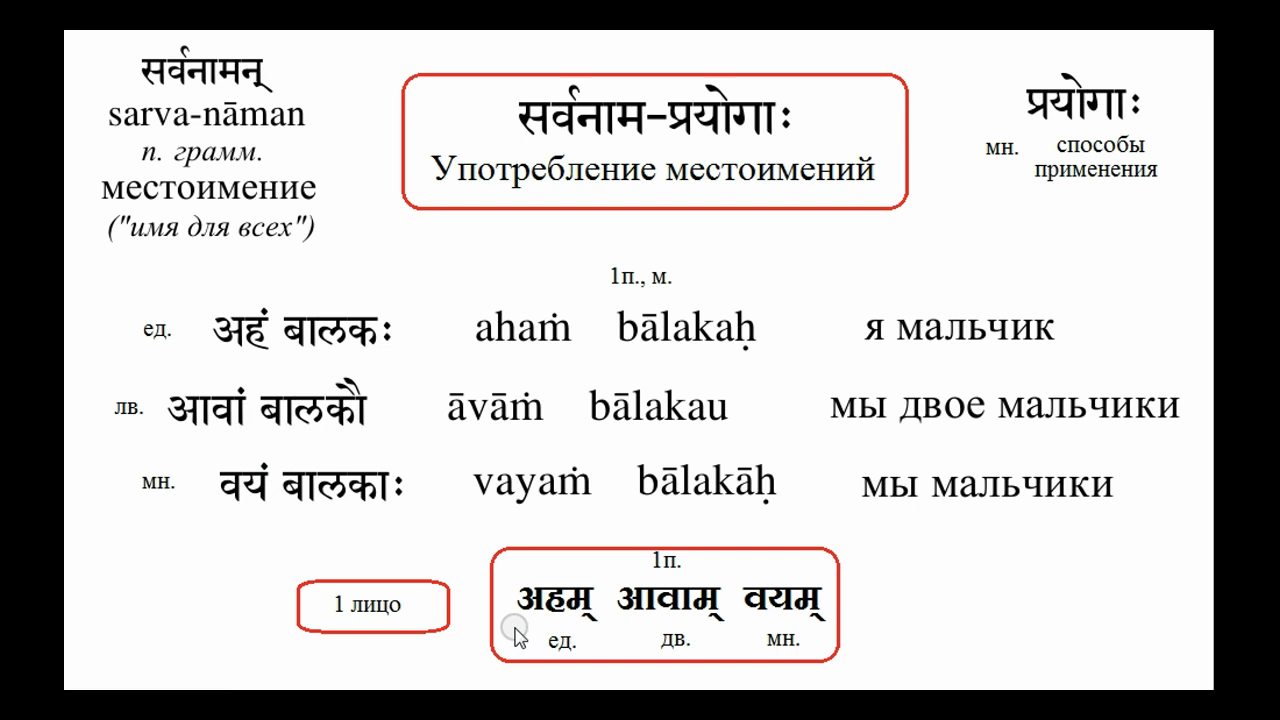 सर्वनामन्
sarva-nāman
п. грамм.
местоимение
("имя для всех")
सर्वनाम-प्रयोगाः
Употребление местоимений
प्रयोगाः
мн. способы
применения
1п., м.
ед. अहं बालकः ahaṁ bālakaḥ я мальчик
лв. आवां बालकौ āvāṁ bālakau мы двое мальчики
мн. वयं बालकाः vayaṁ bālakāḥ мы мальчики
1 лицо
1п.
अहम् आवाम् वयम्
ед. дв. мн.